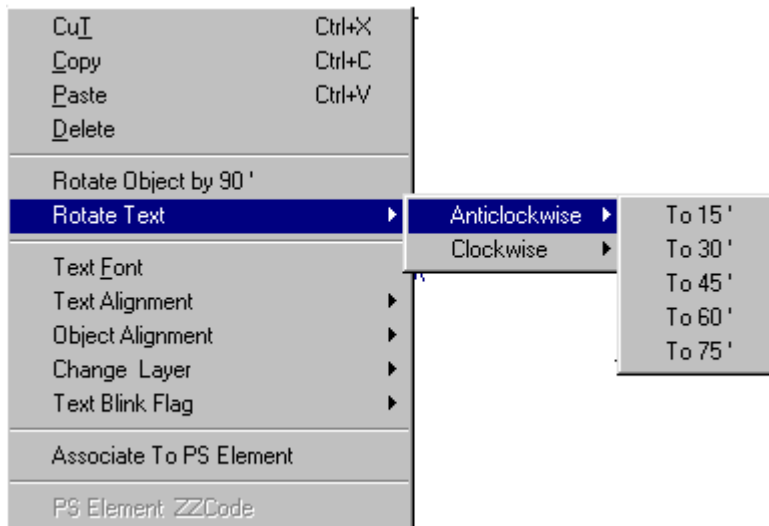 CuT Ctrl+X
Copy Ctrl+C
Paste Ctrl+V
Delete
Rotate Object by 90 '
Rotate Text
Anticlockwise
Clockwise
To 15 '
To 30 '
To 45 '
To 60 '
To 75 '
Text Font
Text Alignment
Object Alignment
Change Layer
Text Blink Flag
Associate To PS Element
PS Element ZZCode